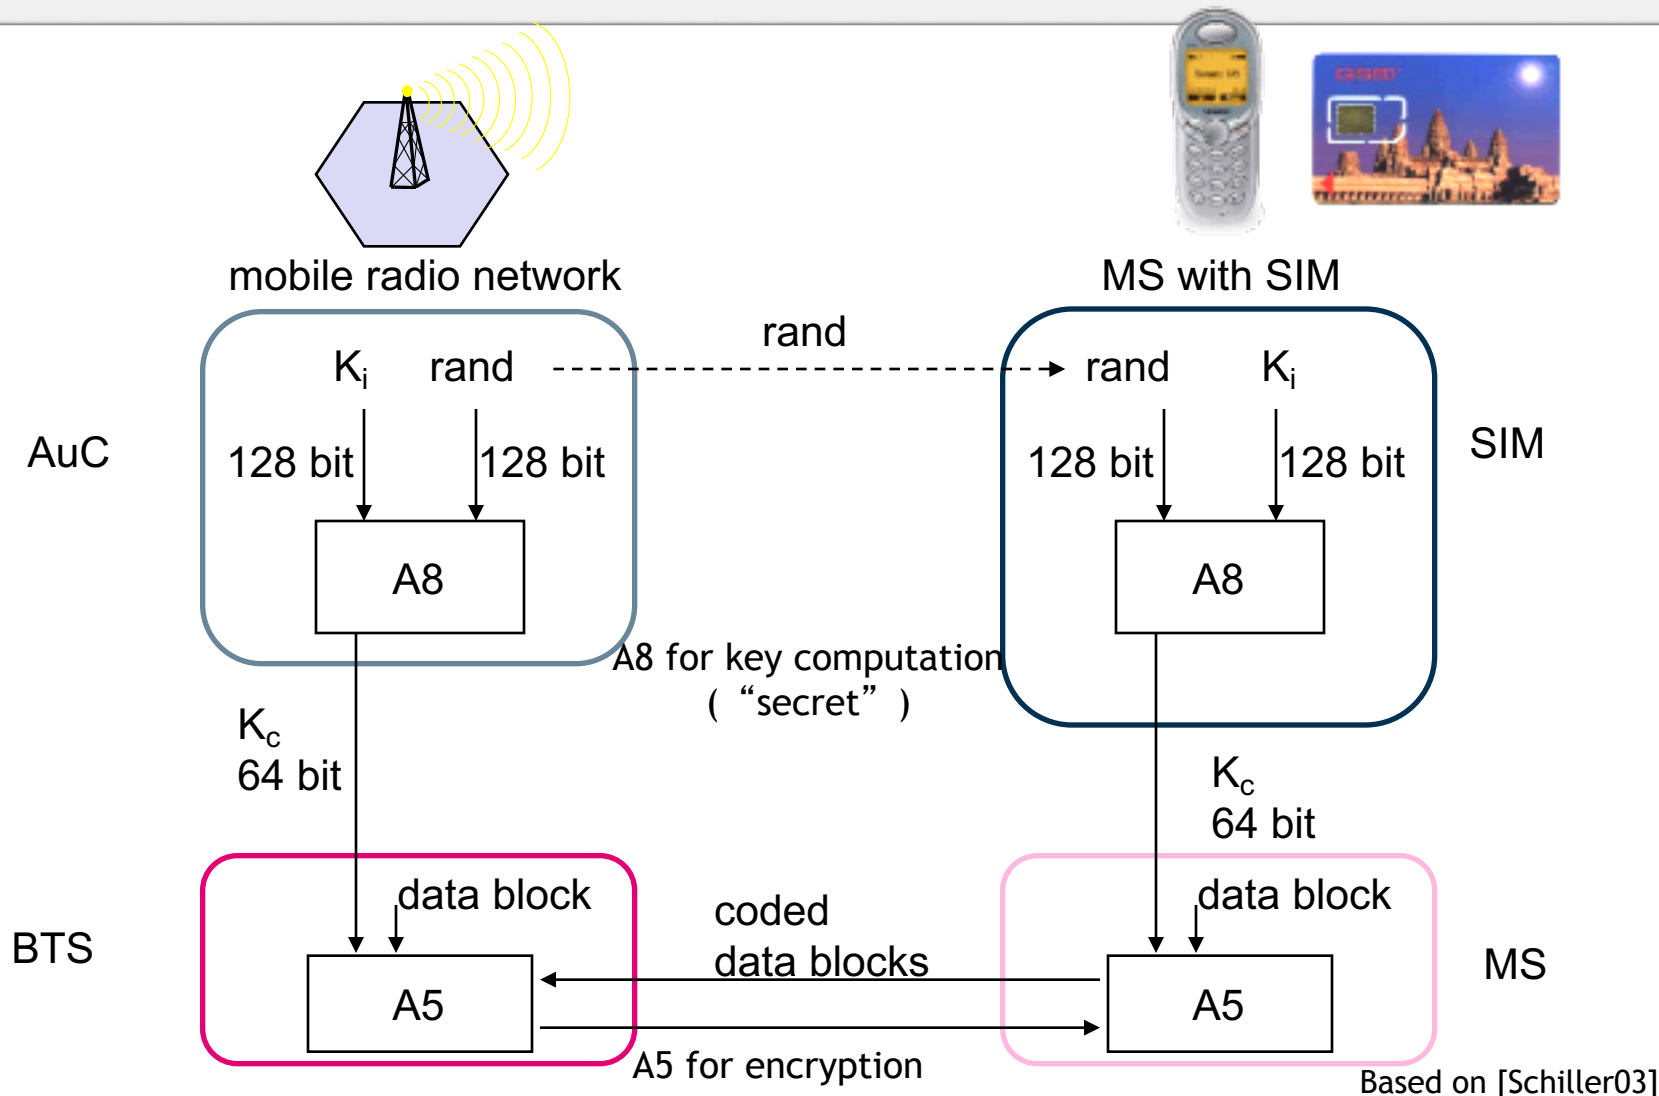 GSM
mobile radio network
MS with SIM
rand
Ki
rand
rand
Ki
AuC
128 bit
128 bit
128 bit
128 bit
SIM
A8
A8
A8 for key computation
( “secret” )
Kc
64 bit
Kc
64 bit
data block
data block
BTS
coded
data blocks
MS
A5
A5
A5 for encryption
Based on [Schiller03]